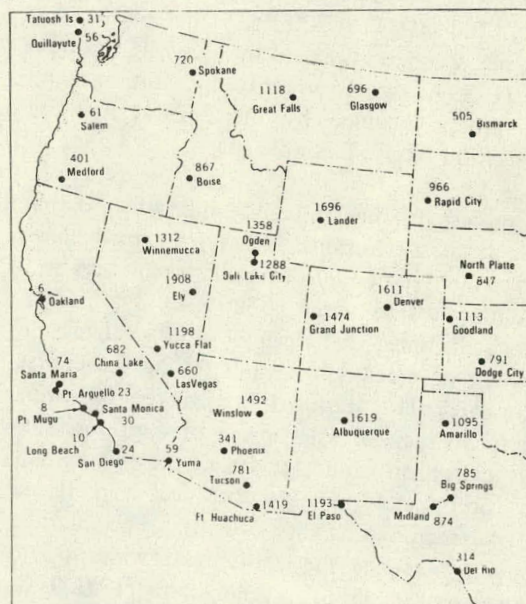 Tatuosh Is 31
Quillayute 56
720
Spokane
1118
Great Falls
696
Glasgow
505
Bismarck
61
Salem
401
Medford
867
Boise
966
Rapid City
1696
Lander
1312
Winnemucca
1358
Ogden
1288
Salt Lake City
North Platte
847
6
Oakland
1908
Ely
1611
Denver
1474
Grand Junction
1113
Goodland
1198
Yucca Flat
682
China Lake
660
LasVegas
791
Dodge City
74
Santa Maria
Pt Arguello 23
8
Pt Mugu
Santa Monica
30
10
Long Beach
24
San Diego
59
Yuma
1492
Winslow
341
Phoenix
781
Tucson
1419
Ft Huachuca
1619
Albuquerque
1095
Amarillo
1193
El Paso
785
Big Springs
Midland
874
314
Del Rio